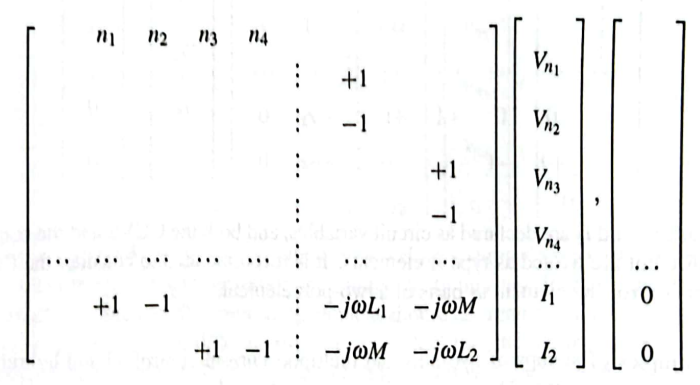 n₁ n₂ n₃ n₄
⋮ +1 Vn₁
⋮ −1 Vn₂
⋮ +1 Vn₃
⋮ −1 , Vn₄
⋯ ⋯ ⋯ ⋯ ⋯ ⋯
+1 −1 ⋮ −jωL₁ −jωM I₁ 0
+1 −1 ⋮ −jωM −jωL₂ I₂ 0